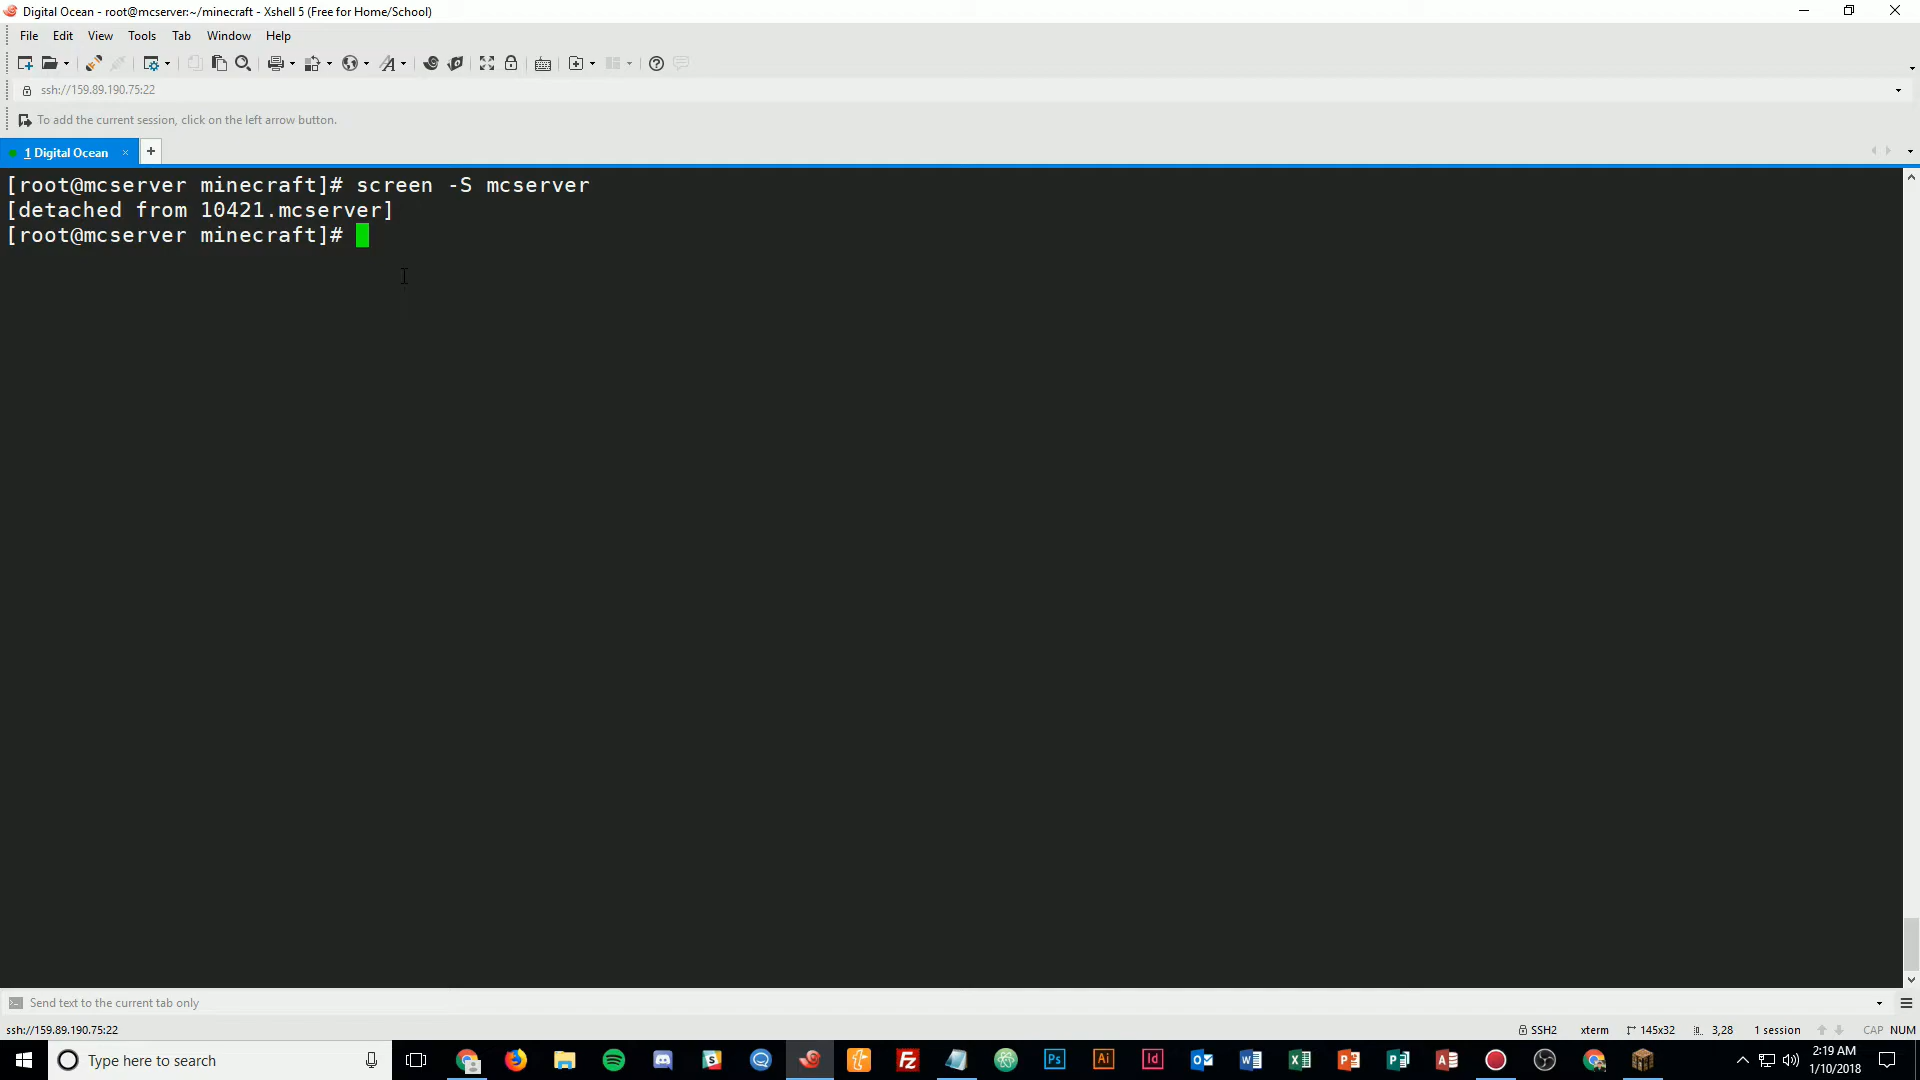 Digital Ocean - root@mcserver:~/minecraft - Xshell 5 (Free for Home/School)
File Edit View Tools Tab Window Help
ssh://159.89.190.75:22
To add the current session, click on the left arrow button.
1 Digital Ocean × +
[root@mcserver minecraft]# screen -S mcserver
[detached from 10421.mcserver]
[root@mcserver minecraft]#
Send text to the current tab only
ssh://159.89.190.75:22 SSH2 xterm 145x32 3,28 1 session CAP NUM
Type here to search
2:19 AM
1/10/2018